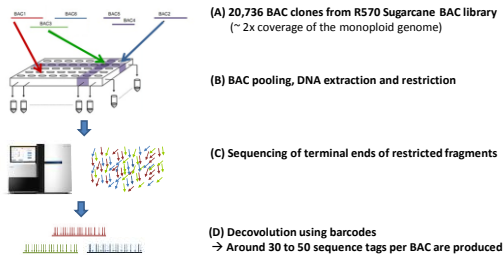 BAC1 BAC6 BAC5 BAC2
BAC3 BAC4
(A) 20,736 BAC clones from R570 Sugarcane BAC library
(~ 2x coverage of the monoploid genome)
(B) BAC pooling, DNA extraction and restriction
(C) Sequencing of terminal ends of restricted fragments
(D) Decovolution using barcodes
→ Around 30 to 50 sequence tags per BAC are produced